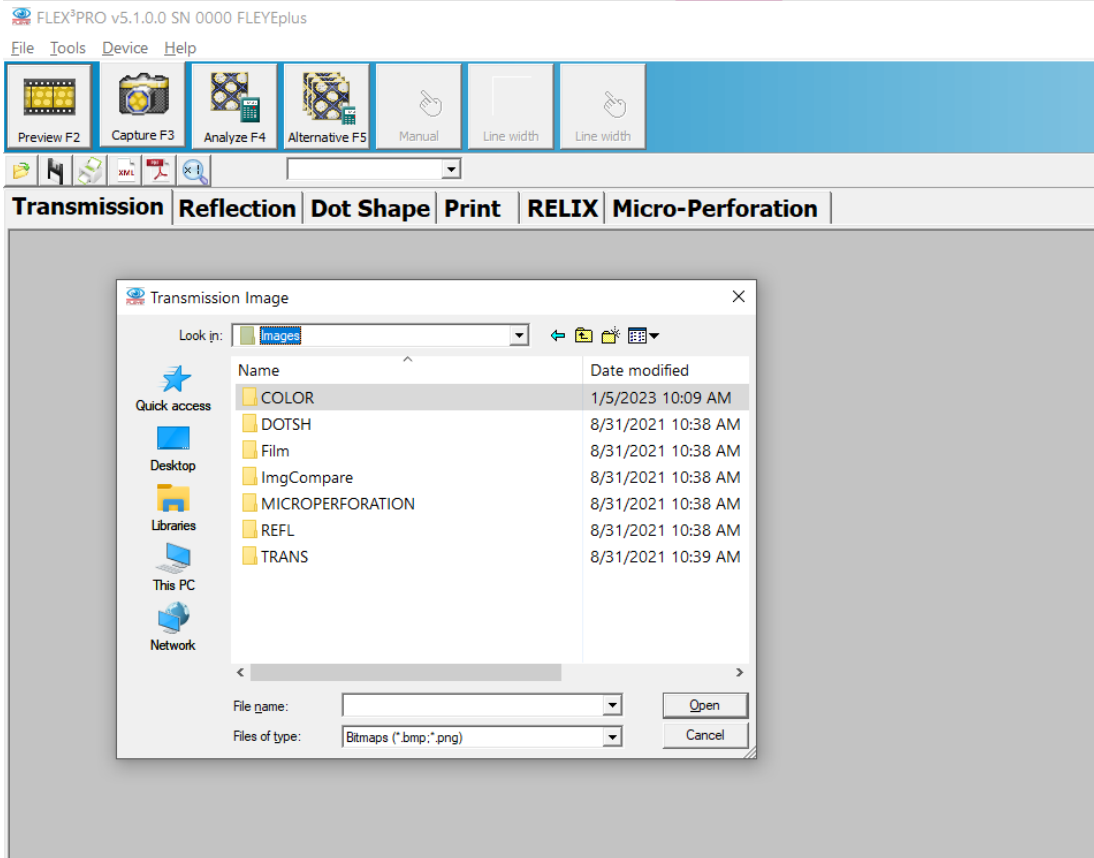 FLEX³PRO v5.1.0.0 SN 0000 FLEYEplus
File Tools Device Help
Preview F2 Capture F3 Analyze F4 Alternative F5 Manual Line width Line width
XML PDF
Transmission Reflection Dot Shape Print RELIX Micro-Perforation
Transmission Image
Look in: Images
Name Date modified
COLOR 1/5/2023 10:09 AM
DOTSH 8/31/2021 10:38 AM
Film 8/31/2021 10:38 AM
ImgCompare 8/31/2021 10:38 AM
MICROPERFORATION 8/31/2021 10:38 AM
REFL 8/31/2021 10:38 AM
TRANS 8/31/2021 10:39 AM
Quick access
Desktop
Libraries
This PC
Network
File name: Open
Files of type: Bitmaps (*.bmp;*.png) Cancel